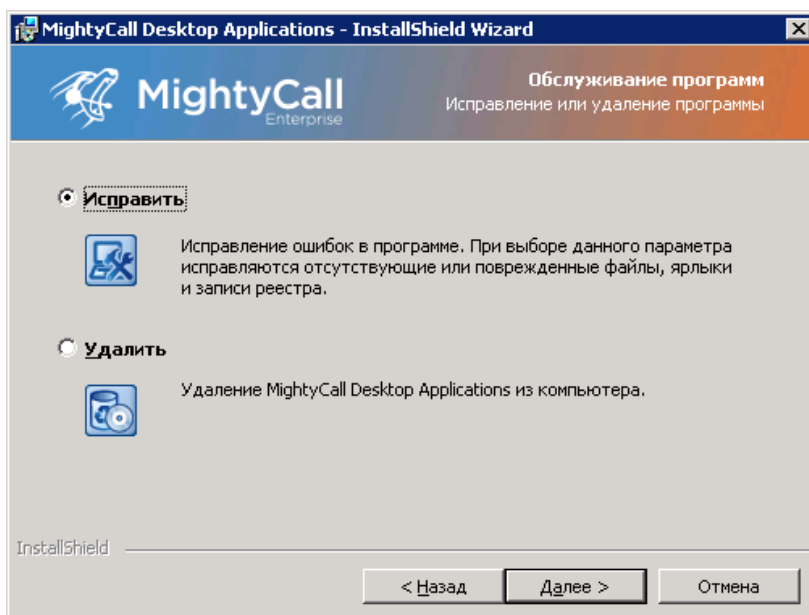 MightyCall Desktop Applications - InstallShield Wizard
MightyCall
Enterprise
Обслуживание программ
Исправление или удаление программы
Исправить
Исправление ошибок в программе. При выборе данного параметра
исправляются отсутствующие или поврежденные файлы, ярлыки
и записи реестра.
Удалить
Удаление MightyCall Desktop Applications из компьютера.
InstallShield
< Назад
Далее >
Отмена